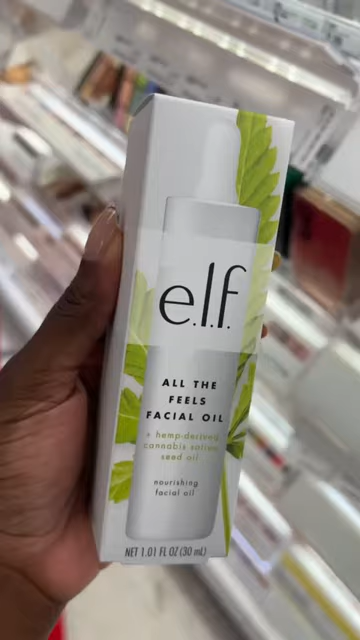 e.l.f.
ALL THE
FEELS
FACIAL OIL
+ hemp-derived
cannabis sativa
seed oil
nourishing
facial oil
NET 1.01 FL OZ (30 mL)